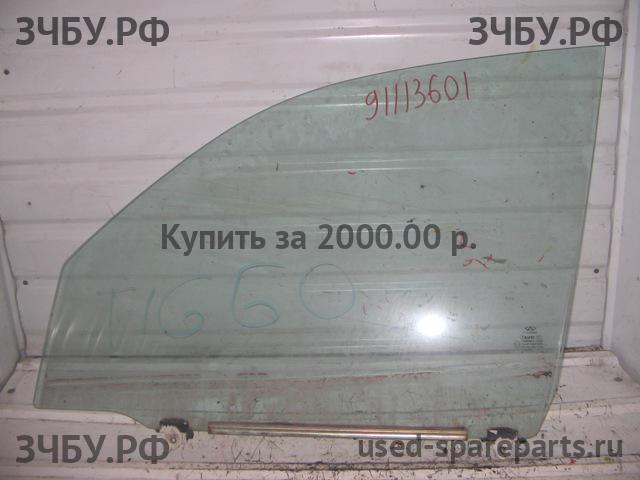 ЗЧБУ.РФ ЗЧБУ.РФ
91113601
Купить за 2000.00 р.
TIGGO
ЗЧБУ.РФ used-spareparts.ru